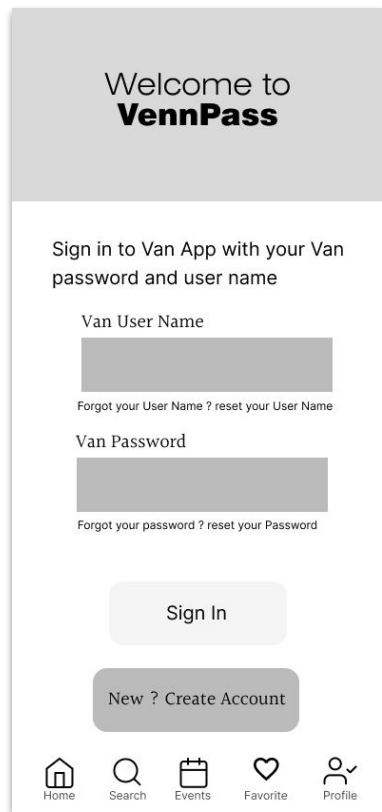 Welcome to
VennPass
Sign in to Van App with your Van
password and user name
Van User Name
Forgot your User Name ? reset your User Name
Van Password
Forgot your password ? reset your Password
Sign In
New ? Create Account
Home Search Events Favorite Profile